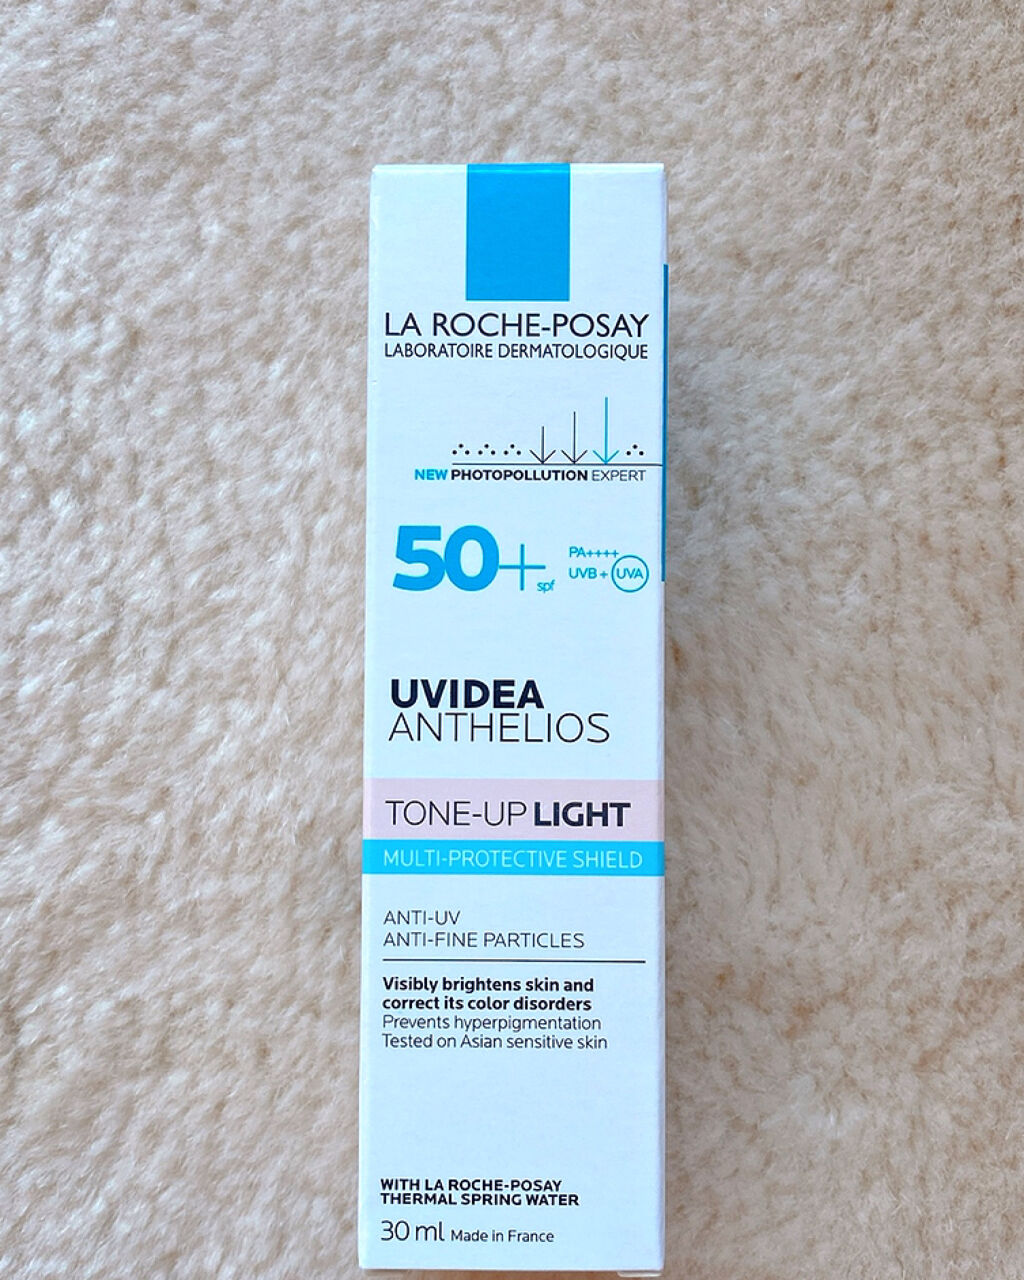 LA ROCHE-POSAY
LABORATOIRE DERMATOLOGIQUE
NEW PHOTOPOLLUTION EXPERT
50+ spf
PA++++
UVB + UVA
UVIDEA
ANTHELIOS
TONE-UP LIGHT
MULTI-PROTECTIVE SHIELD
ANTI-UV
ANTI-FINE PARTICLES
Visibly brightens skin and
correct its color disorders
Prevents hyperpigmentation
Tested on Asian sensitive skin
WITH LA ROCHE-POSAY
THERMAL SPRING WATER
30 ml Made in France